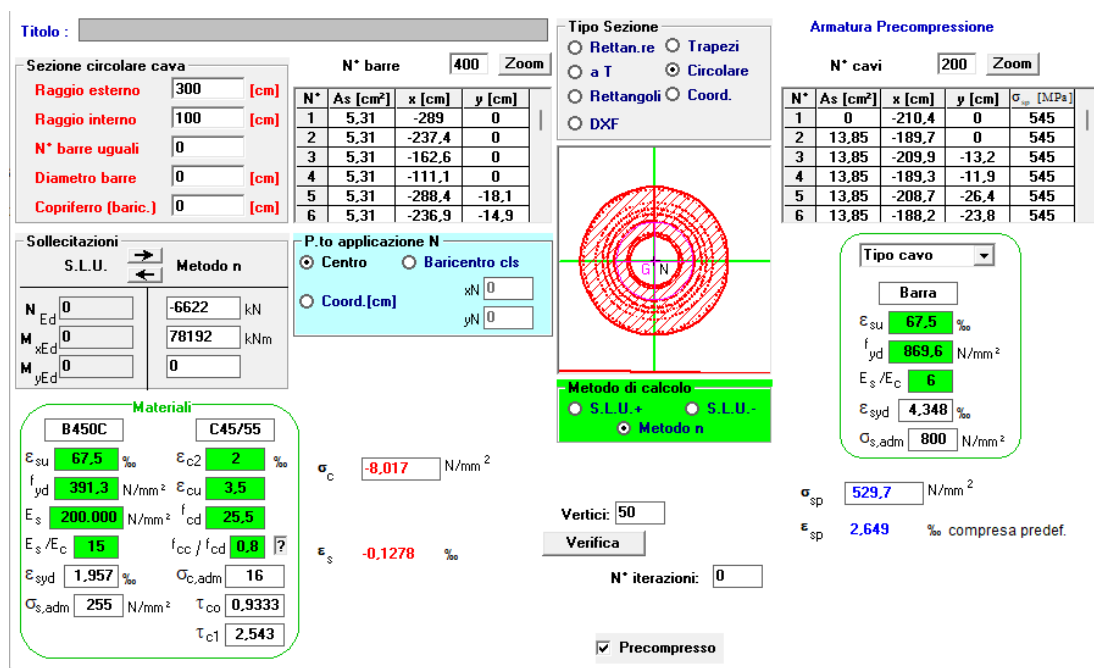 Titolo :
Tipo Sezione
Rettan.re Trapezi
a T Circolare
Rettangoli Coord.
DXF
Armatura Precompressione
Sezione circolare cava
Raggio esterno 300 [cm]
Raggio interno 100 [cm]
N° barre uguali 0
Diametro barre 0 [cm]
Copriferro (baric.) 0 [cm]
N° barre 400 Zoom
N° As [cm²] x [cm] y [cm]
1 5,31 -289 0
2 5,31 -237,4 0
3 5,31 -162,6 0
4 5,31 -111,1 0
5 5,31 -288,4 -18,1
6 5,31 -236,9 -14,9
N° cavi 200 Zoom
N° As [cm²] x [cm] y [cm] σsp [MPa]
1 0 -210,4 0 545
2 13,85 -189,7 0 545
3 13,85 -209,9 -13,2 545
4 13,85 -189,3 -11,9 545
5 13,85 -208,7 -26,4 545
6 13,85 -188,2 -23,8 545
Sollecitazioni
S.L.U. Metodo n
N Ed 0 -6622 kN
M xEd 0 78192 kNm
M yEd 0 0
P.to applicazione N
Centro Baricentro cls
Coord.[cm]
xN 0
yN 0
G N
Tipo cavo
Barra
εsu 67,5 ‰
fyd 869,6 N/mm²
Es /Ec 6
εsyd 4,348 ‰
σs,adm 800 N/mm²
Metodo di calcolo
S.L.U.+ S.L.U.-
Metodo n
Materiali
B450C C45/55
εsu 67,5 ‰ εc2 2 ‰
fyd 391,3 N/mm² εcu 3,5
Es 200.000 N/mm² fcd 25,5
Es /Ec 15 fcc / fcd 0,8 ?
εsyd 1,957 ‰ σc,adm 16
σs,adm 255 N/mm² τco 0,9333
τc1 2,543
σc -8,017 N/mm²
εs -0,1278 ‰
Vertici: 50
Verifica
N° iterazioni: 0
σsp 529,7 N/mm²
εsp 2,649 ‰ compresa predef.
Precompresso